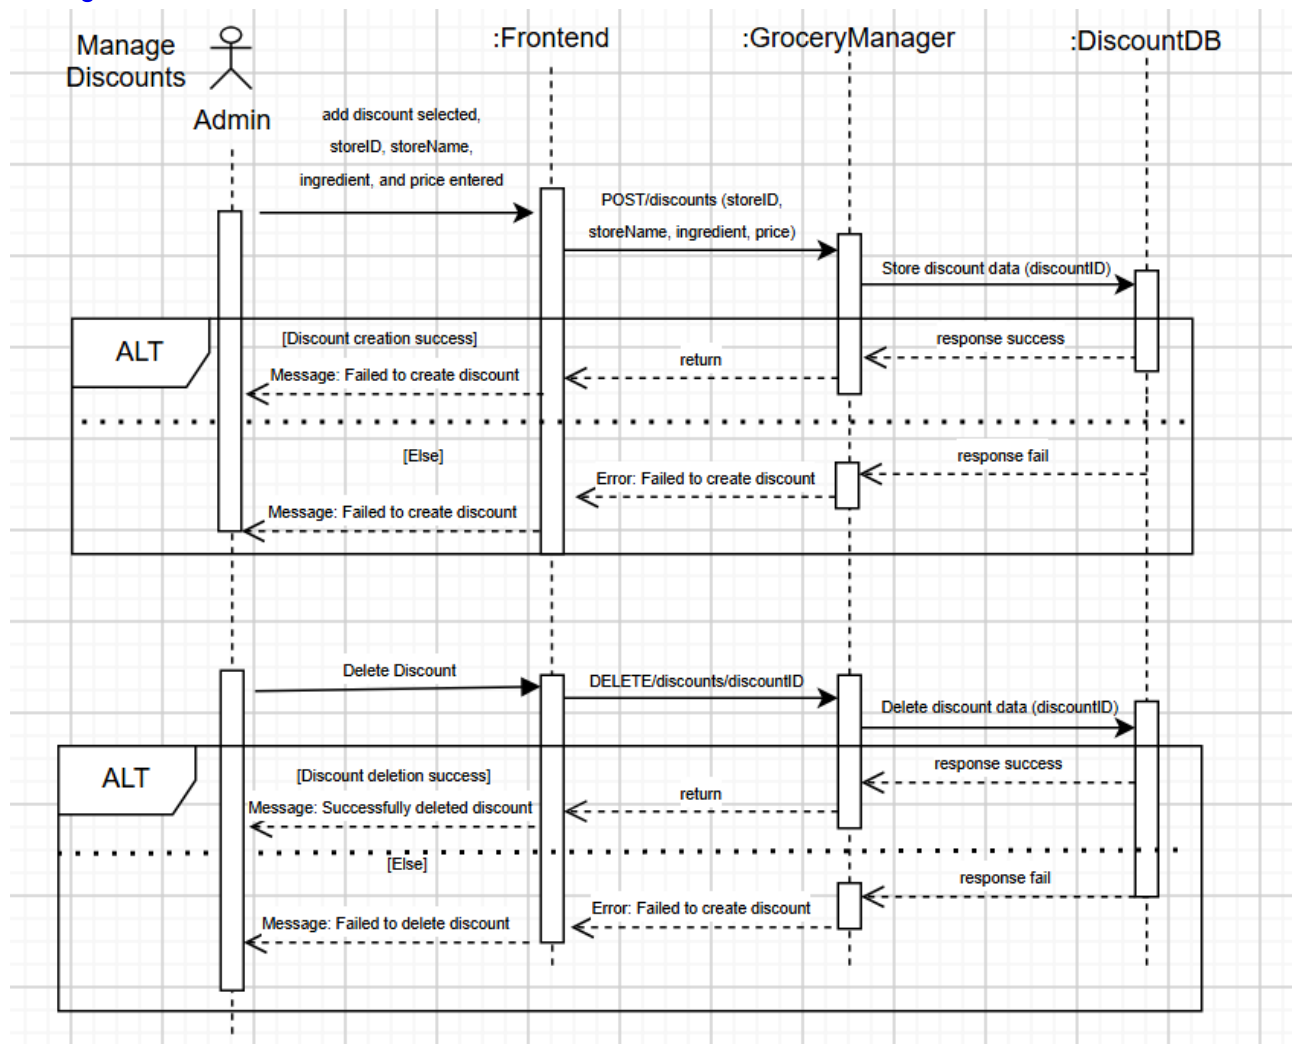 Manage
Discounts
Admin
:Frontend
:GroceryManager
:DiscountDB
add discount selected,
storeID, storeName,
ingredient, and price entered
POST/discounts (storeID,
storeName, ingredient, price)
Store discount data (discountID)
ALT
[Discount creation success]
response success
return
Message: Failed to create discount
[Else]
response fail
Error: Failed to create discount
Message: Failed to create discount
Delete Discount
DELETE/discounts/discountID
Delete discount data (discountID)
ALT
[Discount deletion success]
response success
return
Message: Successfully deleted discount
[Else]
response fail
Error: Failed to create discount
Message: Failed to delete discount